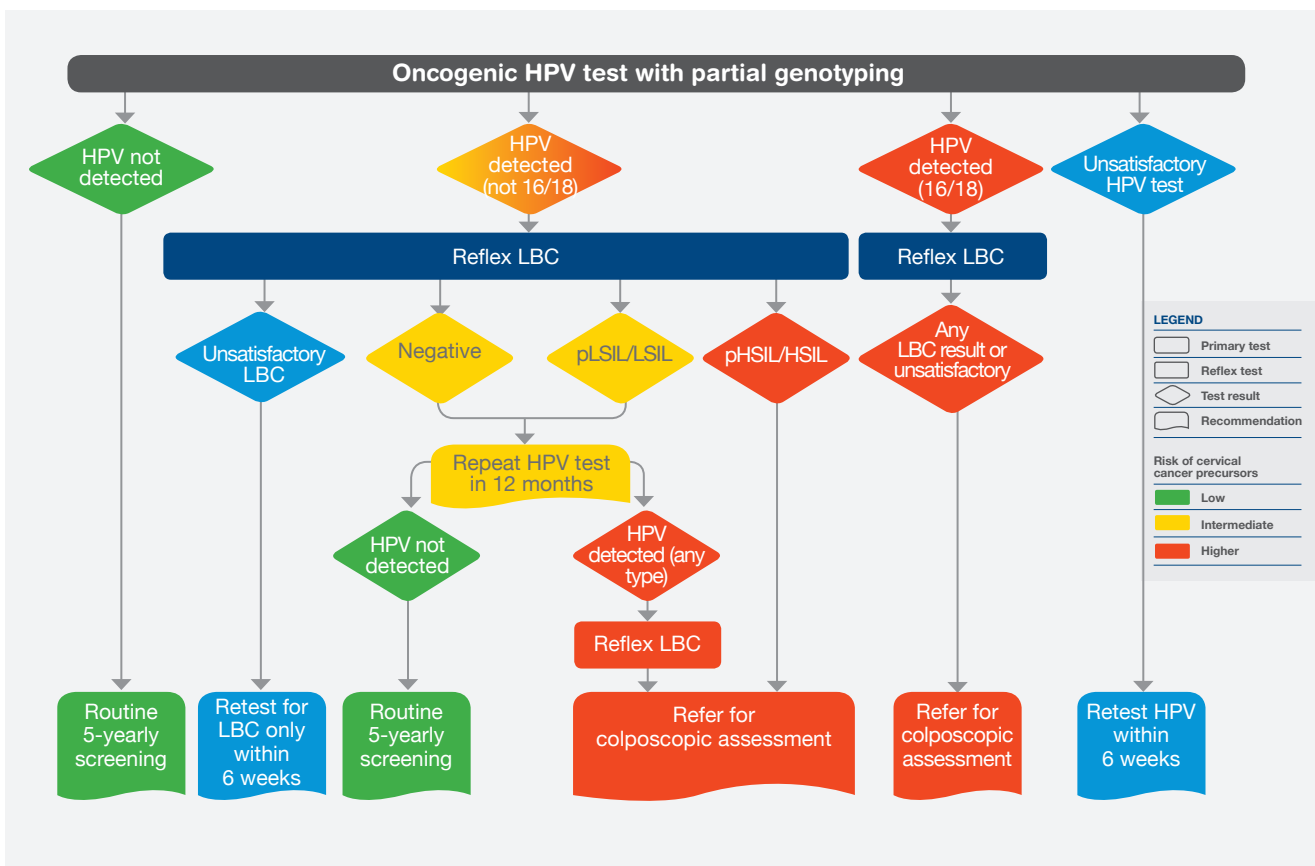 Oncogenic HPV test with partial genotyping
HPV not
detected
HPV
detected
(not 16/18)
HPV
detected
(16/18)
Unsatisfactory
HPV test
Reflex LBC
Reflex LBC
Unsatisfactory
LBC
Negative
pLSIL/LSIL
pHSIL/HSIL
Any
LBC result or
unsatisfactory
Repeat HPV test
in 12 months
HPV not
detected
HPV
detected (any
type)
Reflex LBC
Routine
5-yearly
screening
Retest for
LBC only
within
6 weeks
Routine
5-yearly
screening
Refer for
colposcopic assessment
Refer for
colposcopic
assessment
Retest HPV
within
6 weeks
LEGEND
Primary test
Reflex test
Test result
Recommendation
Risk of cervical
cancer precursors
Low
Intermediate
Higher